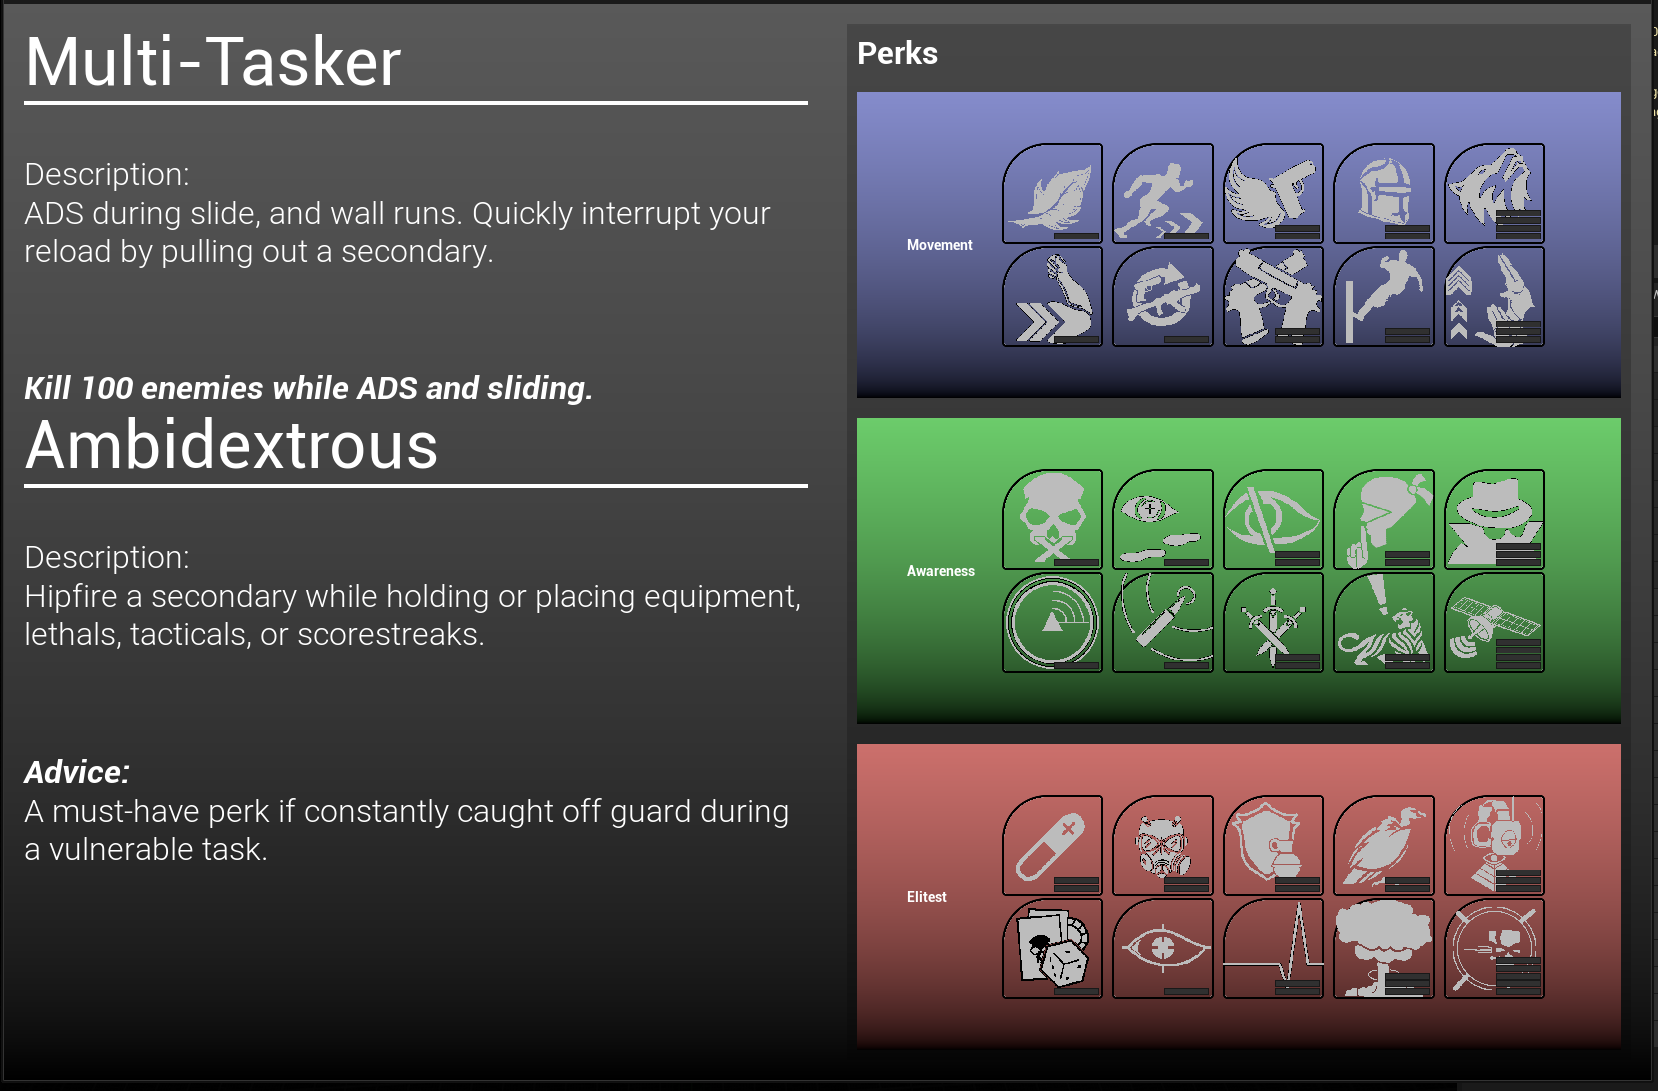 Multi-Tasker
Description:
ADS during slide, and wall runs. Quickly interrupt your
reload by pulling out a secondary.
Kill 100 enemies while ADS and sliding.
Ambidextrous
Description:
Hipfire a secondary while holding or placing equipment,
lethals, tacticals, or scorestreaks.
Advice:
A must-have perk if constantly caught off guard during
a vulnerable task.
Perks
Movement
Awareness
Elitest